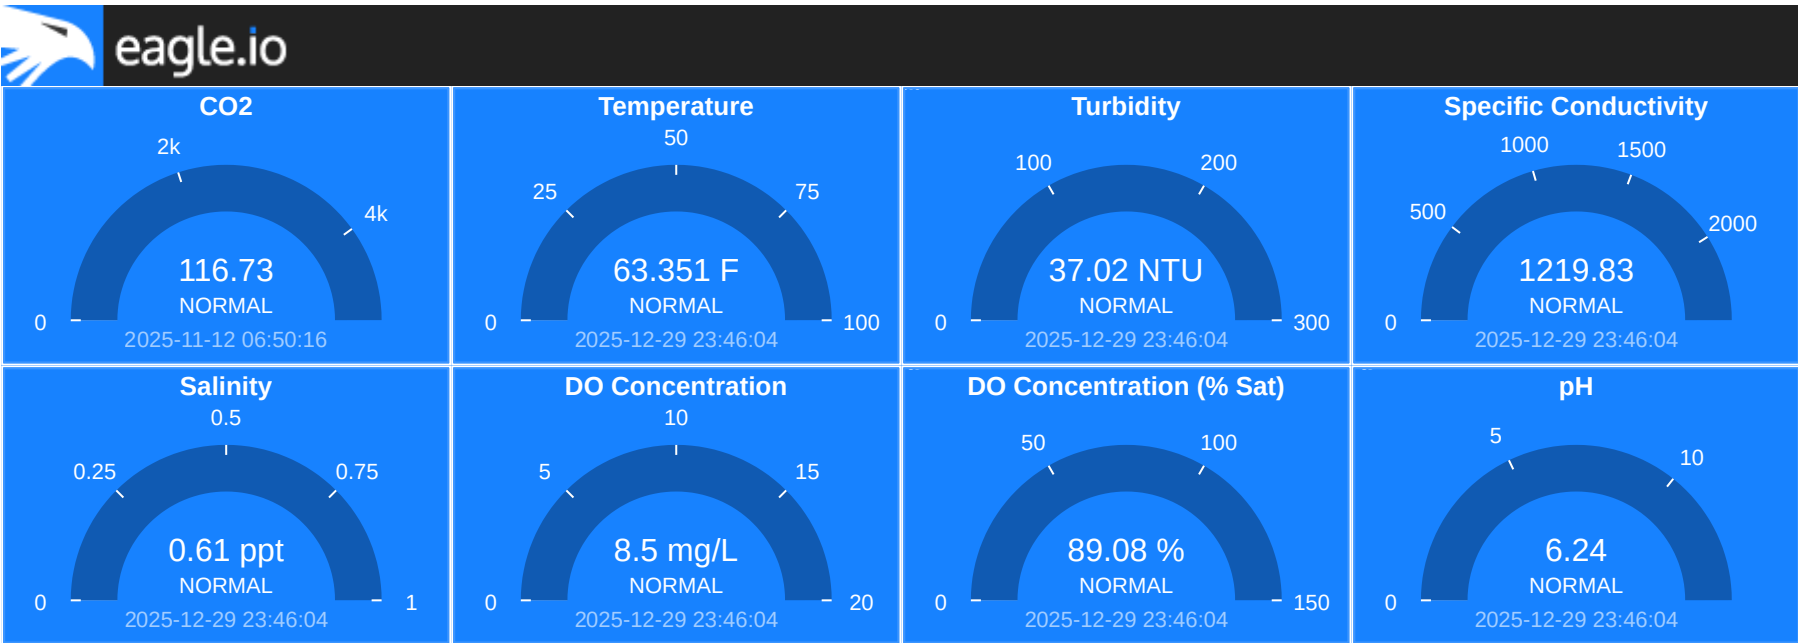 eagle.io
CO2
2k
4k
0
116.73
NORMAL
2025-11-12 06:50:16
Temperature
50
25
75
0
100
63.351 F
NORMAL
2025-12-29 23:46:04
Turbidity
100
200
0
300
37.02 NTU
NORMAL
2025-12-29 23:46:04
Specific Conductivity
1000
1500
500
2000
0
1219.83
NORMAL
2025-12-29 23:46:04
Salinity
0.5
0.25
0.75
0
1
0.61 ppt
NORMAL
2025-12-29 23:46:04
DO Concentration
10
5
15
0
20
8.5 mg/L
NORMAL
2025-12-29 23:46:04
DO Concentration (% Sat)
50
100
0
150
89.08 %
NORMAL
2025-12-29 23:46:04
pH
5
10
0
6.24
NORMAL
2025-12-29 23:46:04